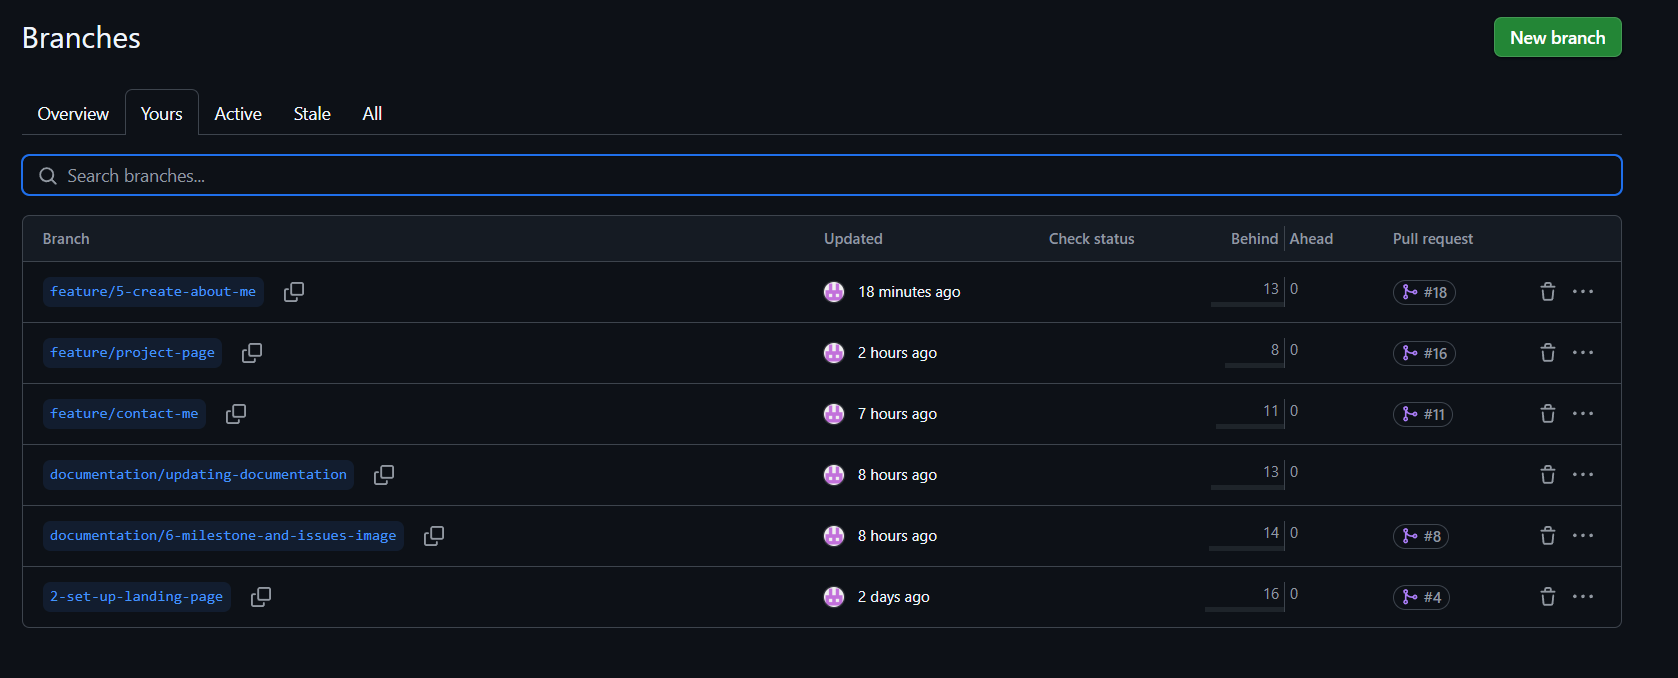 Branches
New branch
Overview Yours Active Stale All
Search branches...
Branch Updated Check status Behind Ahead Pull request
feature/5-create-about-me 18 minutes ago 13 0 #18
feature/project-page 2 hours ago 8 0 #16
feature/contact-me 7 hours ago 11 0 #11
documentation/updating-documentation 8 hours ago 13 0
documentation/6-milestone-and-issues-image 8 hours ago 14 0 #8
2-set-up-landing-page 2 days ago 16 0 #4